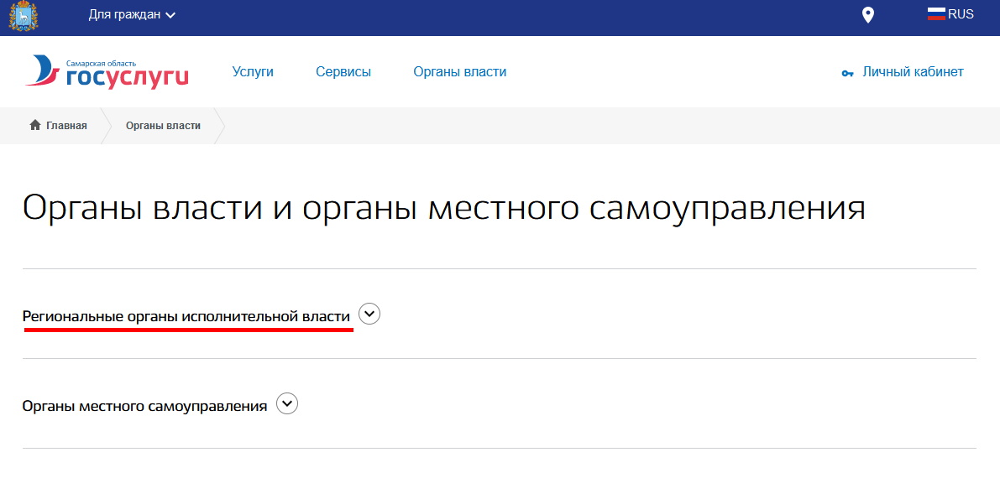 Для граждан
RUS
Самарская область
госуслуги
Услуги
Сервисы
Органы власти
Личный кабинет
Главная
Органы власти
Органы власти и органы местного самоуправления
Региональные органы исполнительной власти
Органы местного самоуправления